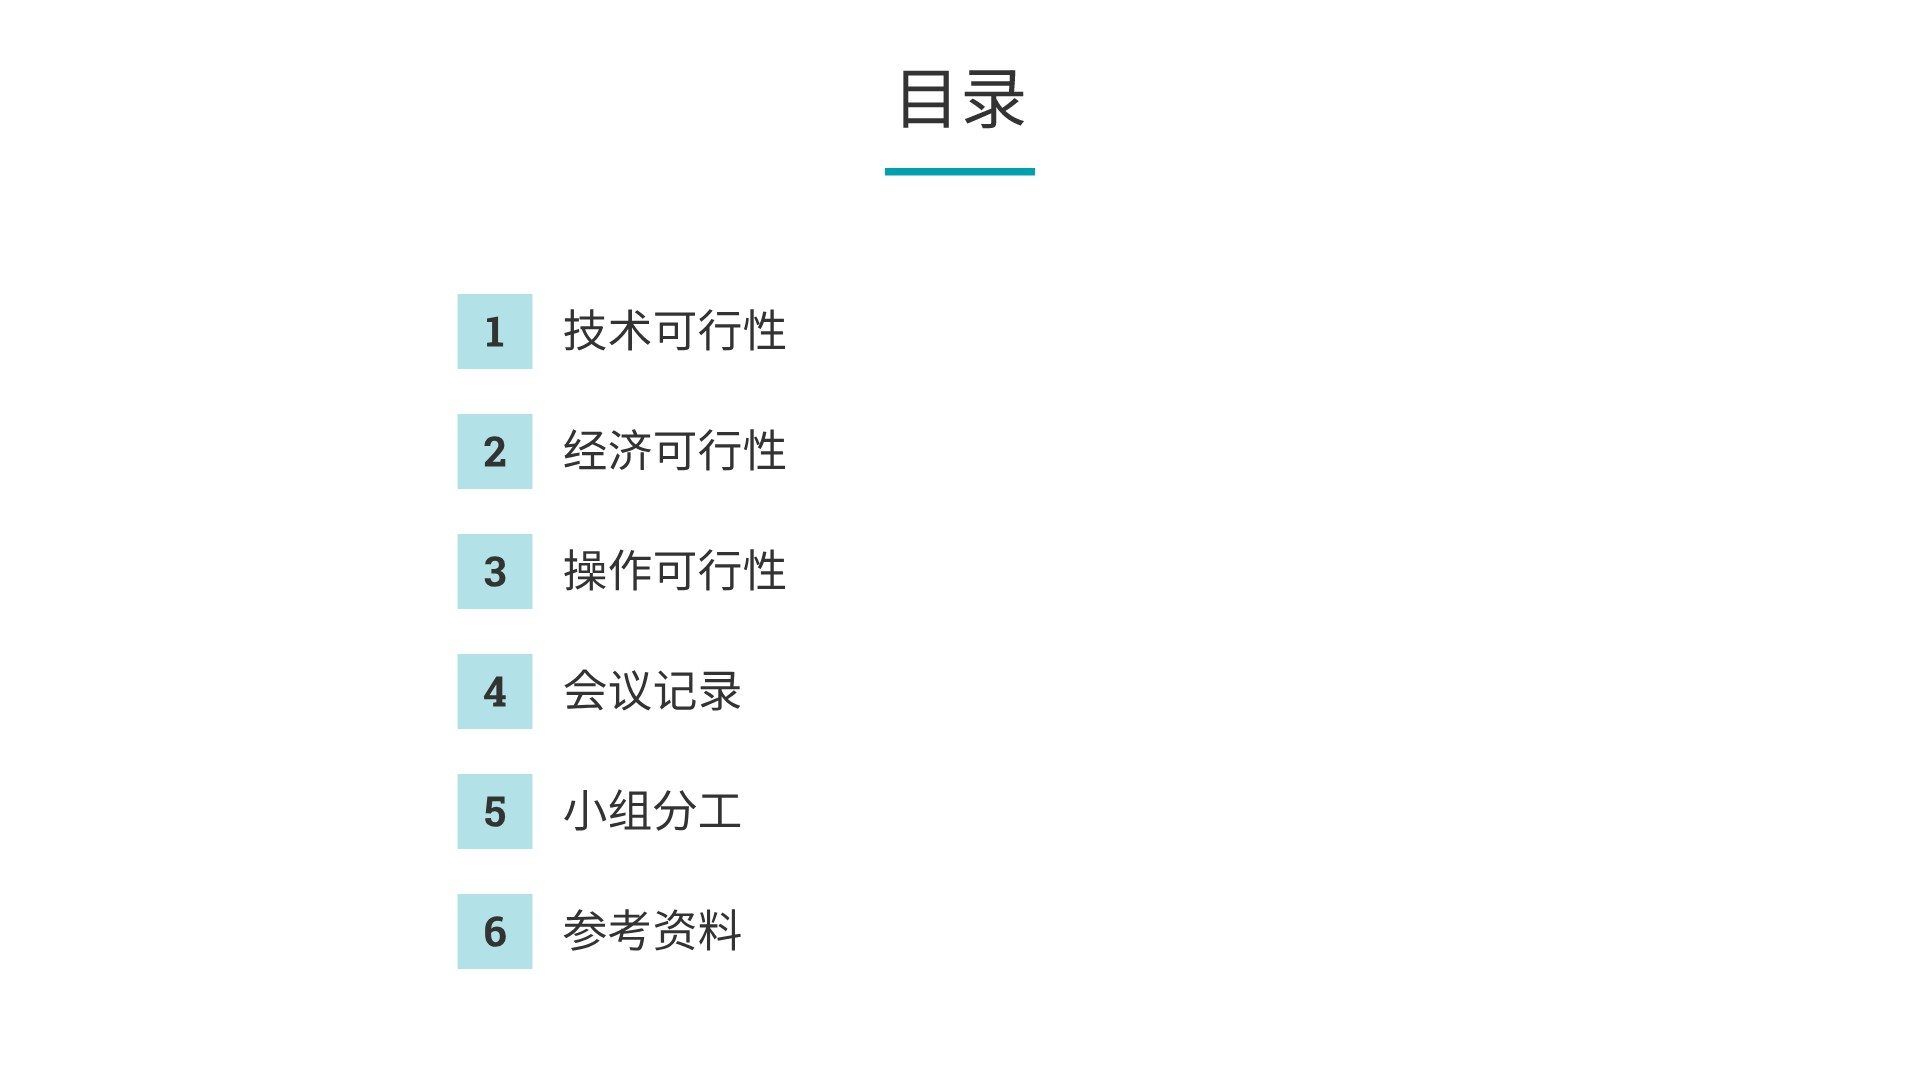 目录
1 技术可行性
2 经济可行性
3 操作可行性
4 会议记录
5 小组分工
6 参考资料